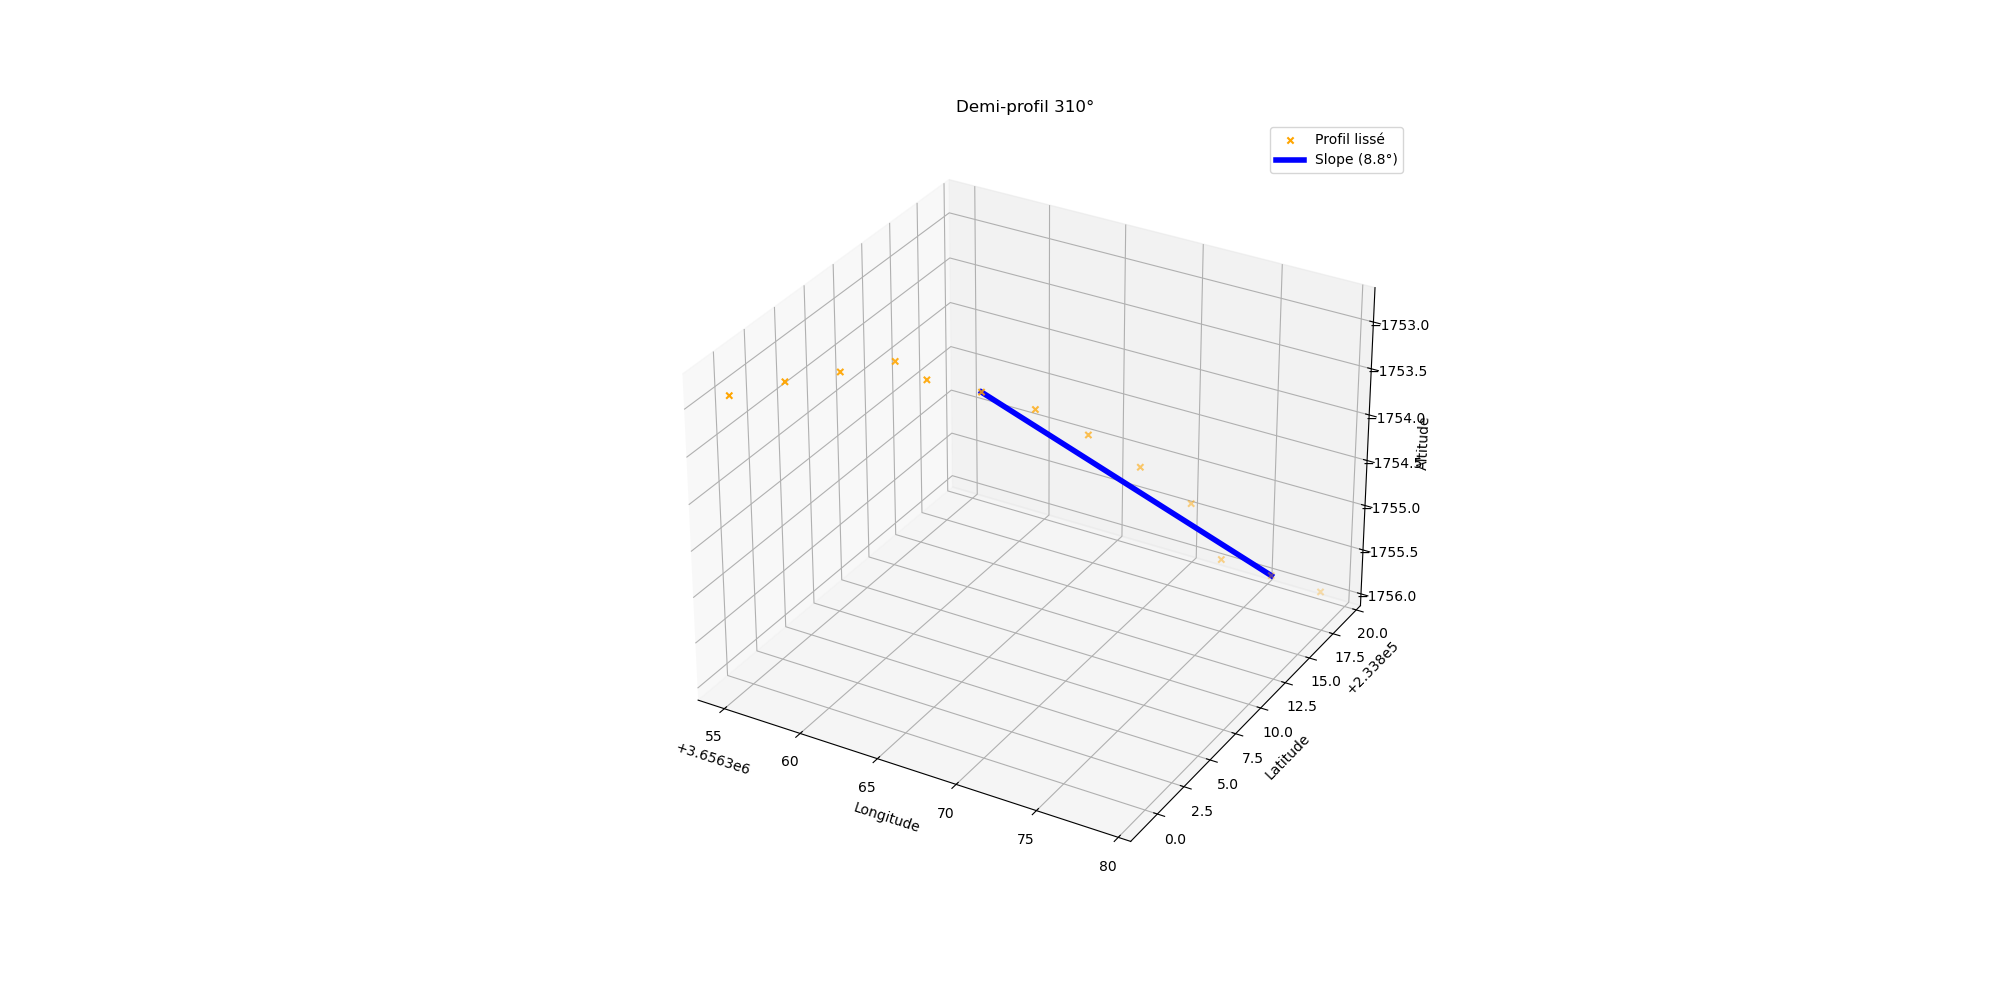 Demi-profil 310°
Profil lissé
Slope (8.8°)
−1753.0
−1753.5
−1754.0
−1754.5
−1755.0
−1755.5
−1756.0
Altitude
20.0
17.5
15.0
12.5
10.0
7.5
5.0
2.5
0.0
+2.338e5
Latitude
55
60
65
70
75
80
+3.6563e6
Longitude